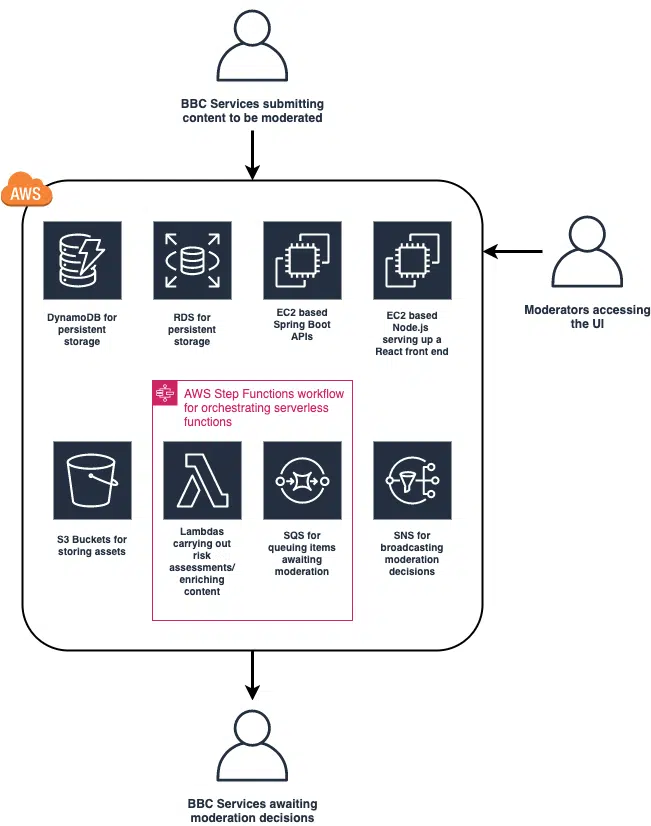 BBC Services submitting
content to be moderated
AWS
DynamoDB for
persistent
storage
RDS for
persistent
storage
EC2 based
Spring Boot
APIs
EC2 based
Node.js
serving up a
React front end
Moderators accessing
the UI
AWS Step Functions workflow
for orchestrating serverless
functions
S3 Buckets for
storing assets
Lambdas
carrying out
risk
assessments/
enriching
content
SQS for
queuing items
awaiting
moderation
SNS for
broadcasting
moderation
decisions
BBC Services awaiting
moderation decisions